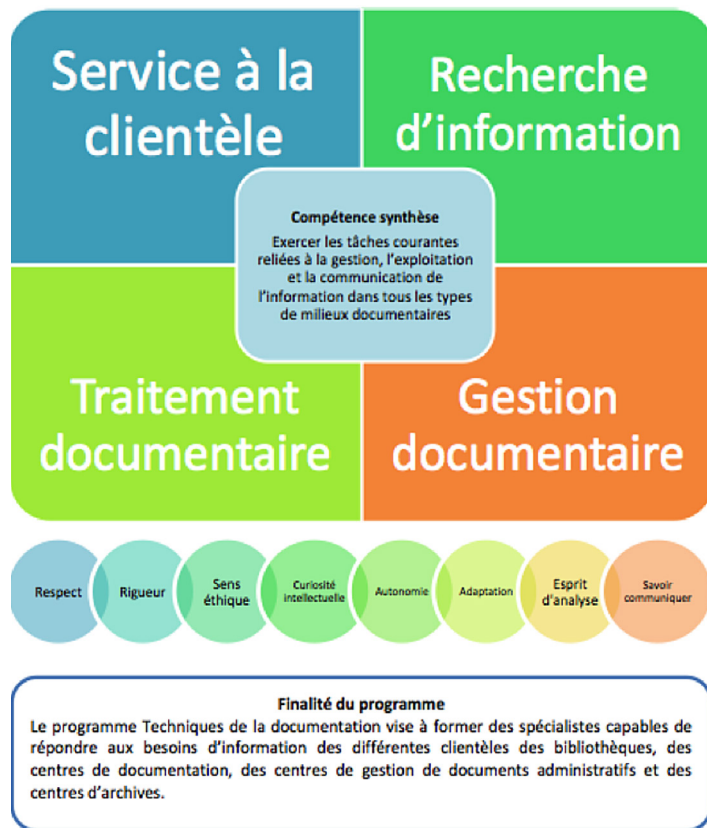 Service à la
clientèle
Recherche
d’information
Compétence synthèse
Exercer les tâches courantes
reliées à la gestion, l’exploitation
et la communication de
l’information dans tous les types
de milieux documentaires
Traitement
documentaire
Gestion
documentaire
Respect
Rigueur
Sens
éthique
Curiosité
intellectuelle
Autonomie
Adaptation
Esprit
d’analyse
Savoir
communiquer
Finalité du programme
Le programme Techniques de la documentation vise à former des spécialistes capables de
répondre aux besoins d’information des différentes clientèles des bibliothèques, des
centres de documentation, des centres de gestion de documents administratifs et des
centres d’archives.